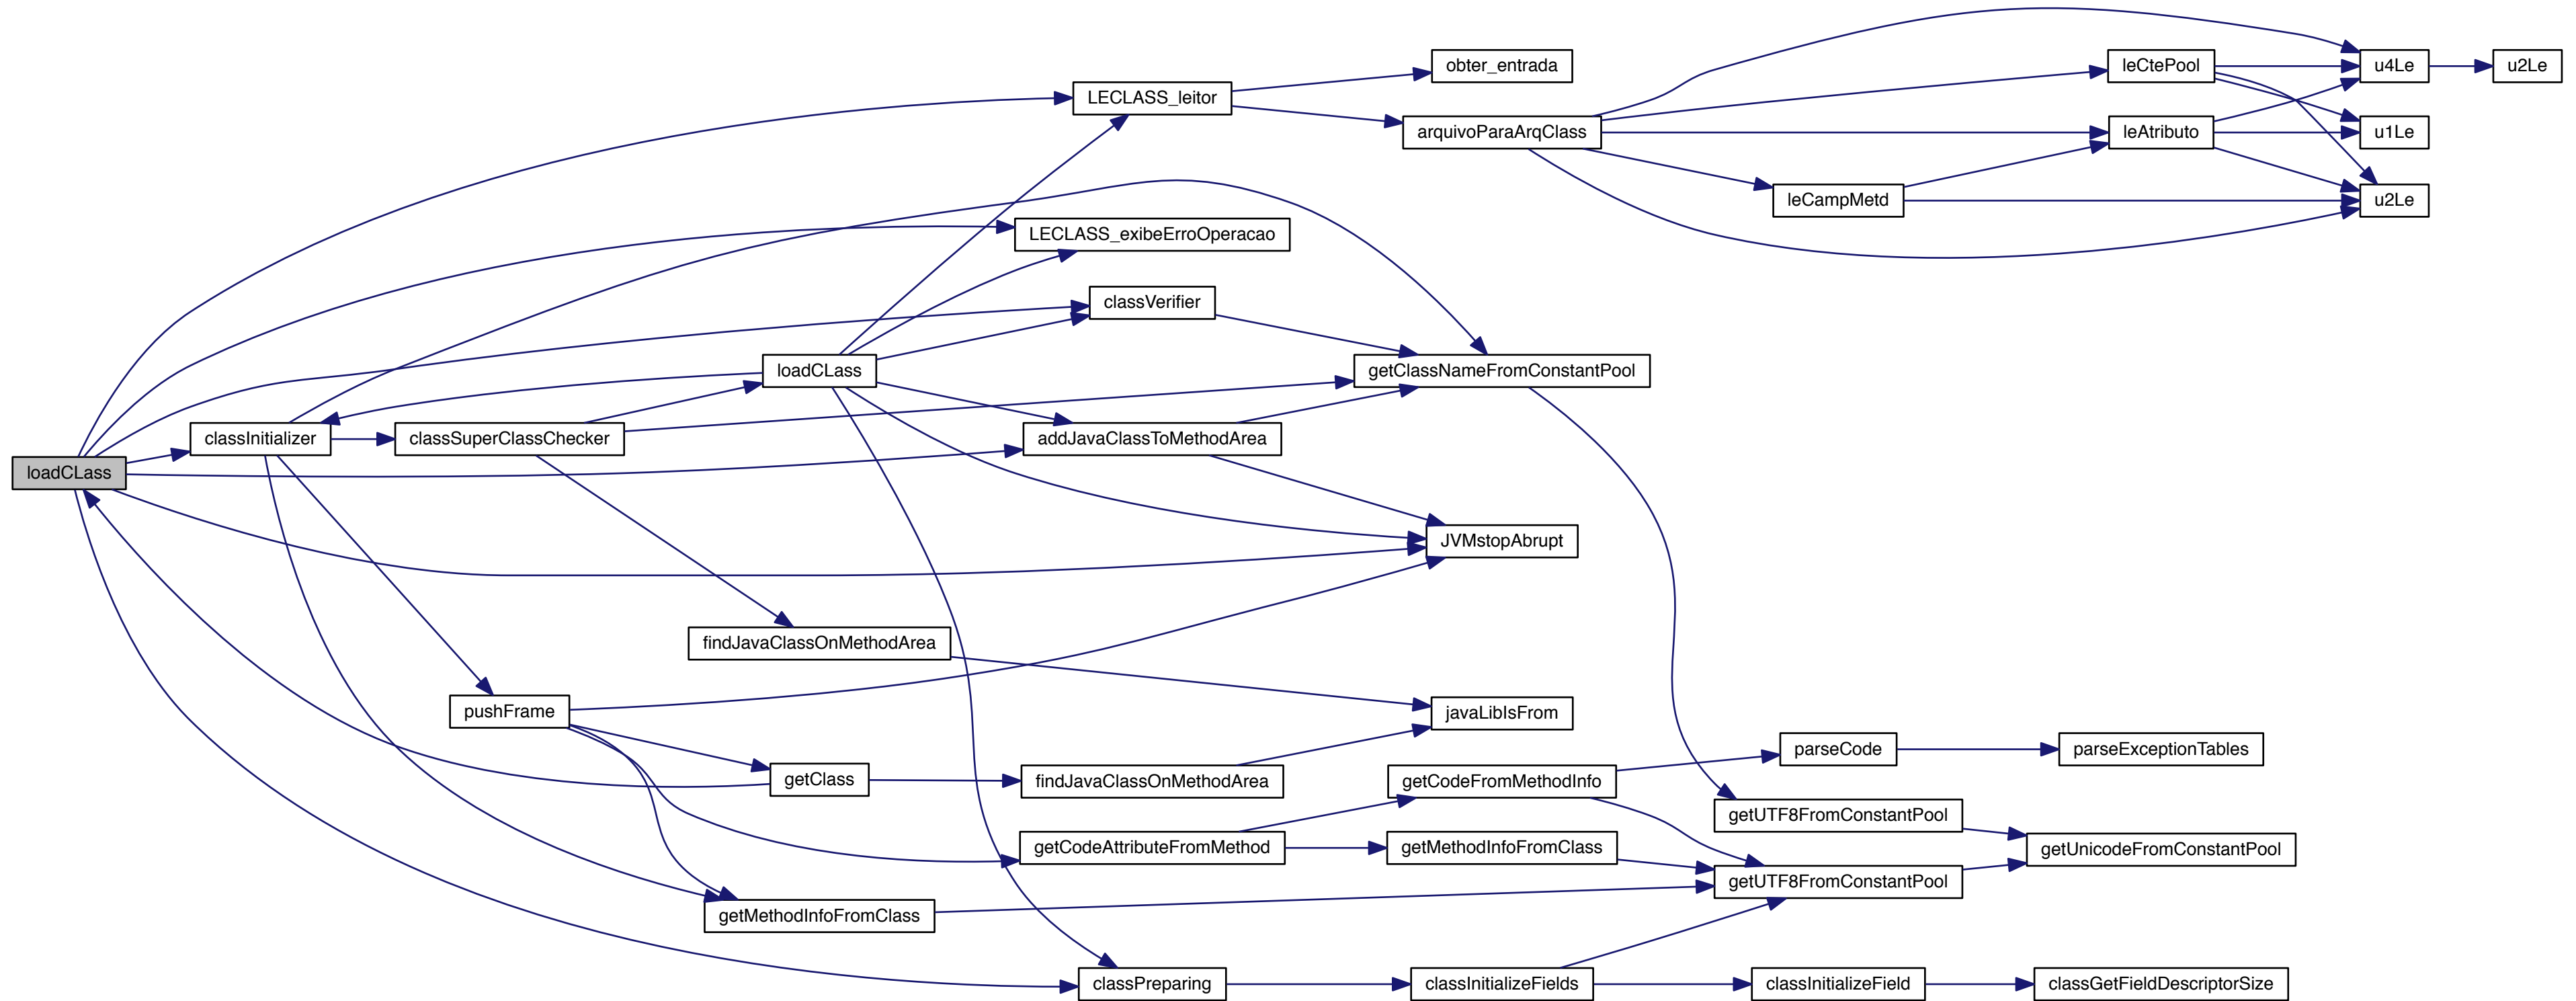 obter_entrada
leCtePool
u4Le
u2Le
LECLASS_leitor
arquivoParaArqClass
leAtributo
u1Le
leCampMetd
u2Le
LECLASS_exibeErroOperacao
classVerifier
loadCLass
getClassNameFromConstantPool
classInitializer
classSuperClassChecker
addJavaClassToMethodArea
loadCLass
JVMstopAbrupt
findJavaClassOnMethodArea
pushFrame
javaLibIsFrom
parseCode
parseExceptionTables
getClass
findJavaClassOnMethodArea
getCodeFromMethodInfo
getUTF8FromConstantPool
getCodeAttributeFromMethod
getMethodInfoFromClass
getUnicodeFromConstantPool
getUTF8FromConstantPool
getMethodInfoFromClass
classPreparing
classInitializeFields
classInitializeField
classGetFieldDescriptorSize